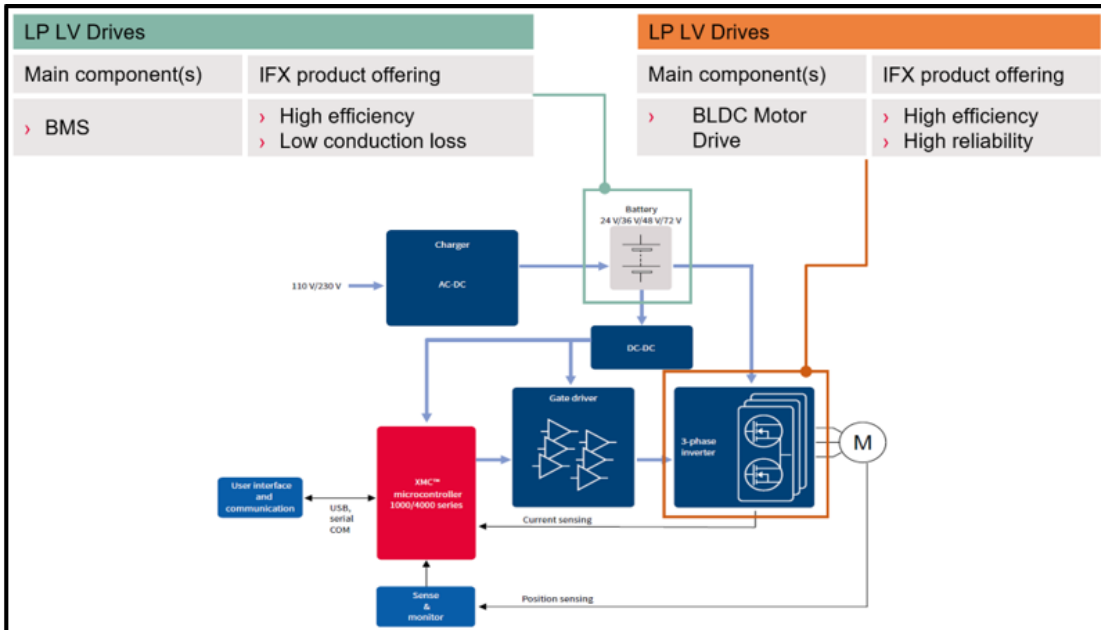 LP LV Drives
Main component(s)
IFX product offering
› BMS
› High efficiency
› Low conduction loss
LP LV Drives
Main component(s)
IFX product offering
› BLDC Motor
Drive
› High efficiency
› High reliability
Battery
24 V/36 V/48 V/72 V
Charger
AC-DC
110 V/230 V
DC-DC
Gate driver
3-phase
inverter
M
XMC™
microcontroller
1000/4000 series
User interface
and
communication
USB,
serial
COM
Current sensing
Sense
&
monitor
Position sensing